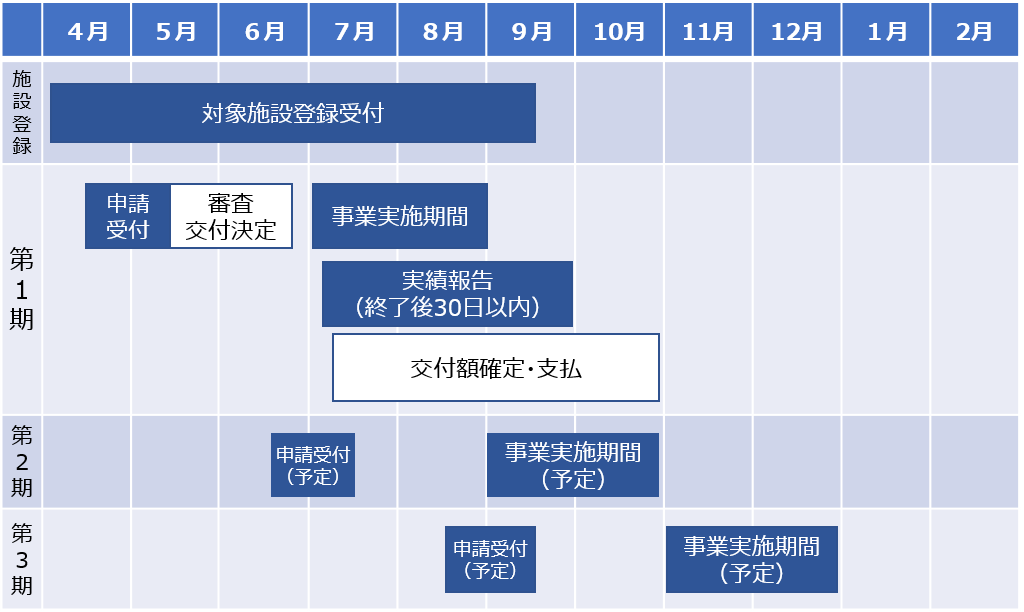 ４月 ５月 ６月 ７月 ８月 ９月 10月 11月 12月 １月 ２月
施設登録
対象施設登録受付
第１期
申請
受付
審査
交付決定
事業実施期間
実績報告
（終了後30日以内）
交付額確定・支払
第２期
申請受付
（予定）
事業実施期間
（予定）
第３期
申請受付
（予定）
事業実施期間
（予定）